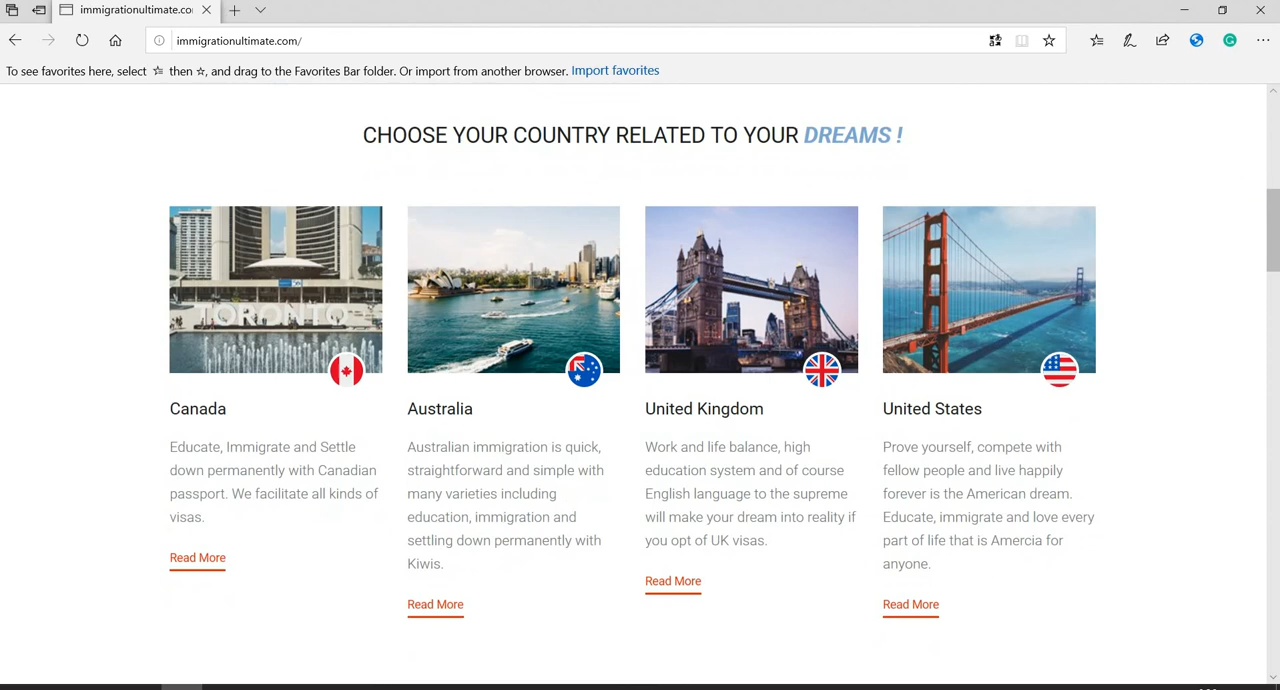 immigrationultimate.co
immigrationultimate.com/
To see favorites here, select then , and drag to the Favorites Bar folder. Or import from another browser. Import favorites
CHOOSE YOUR COUNTRY RELATED TO YOUR DREAMS !
TORONTO
Canada
Educate, Immigrate and Settle
down permanently with Canadian
passport. We facilitate all kinds of
visas.
Read More
Australia
Australian immigration is quick,
straightforward and simple with
many varieties including
education, immigration and
settling down permanently with
Kiwis.
Read More
United Kingdom
Work and life balance, high
education system and of course
English language to the supreme
will make your dream into reality if
you opt of UK visas.
Read More
United States
Prove yourself, compete with
fellow people and live happily
forever is the American dream.
Educate, immigrate and love every
part of life that is Amercia for
anyone.
Read More